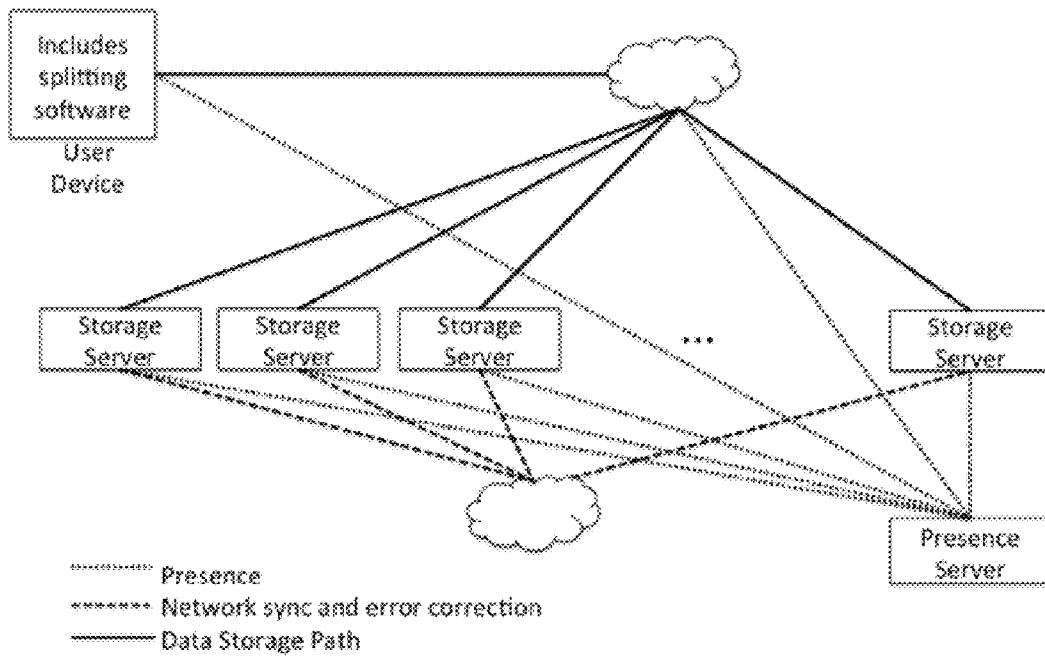 Includes
splitting
software
User
Device
Storage
Server
Storage
Server
Storage
Server
...
Storage
Server
Presence
Server
Presence
Network sync and error correction
Data Storage Path